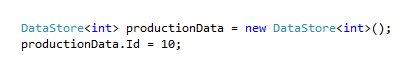 DataStore<int> productionData = new DataStore<int>();
productionData.Id = 10;